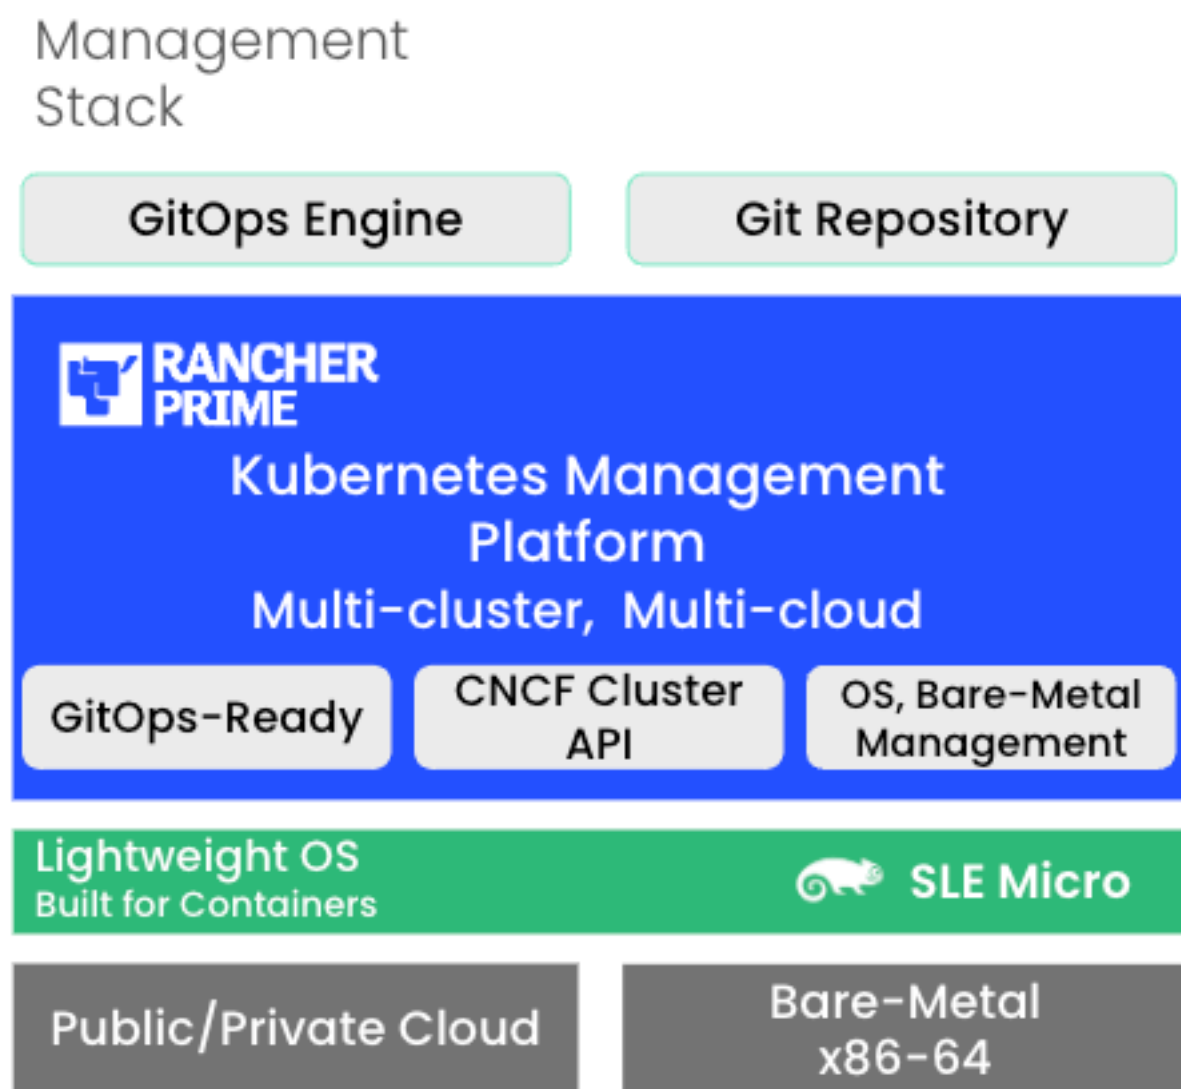 Management
Stack
GitOps Engine
Git Repository
RANCHER
PRIME
Kubernetes Management
Platform
Multi-cluster, Multi-cloud
GitOps-Ready
CNCF Cluster
API
OS, Bare-Metal
Management
Lightweight OS
Built for Containers
SLE Micro
Public/Private Cloud
Bare-Metal
x86-64